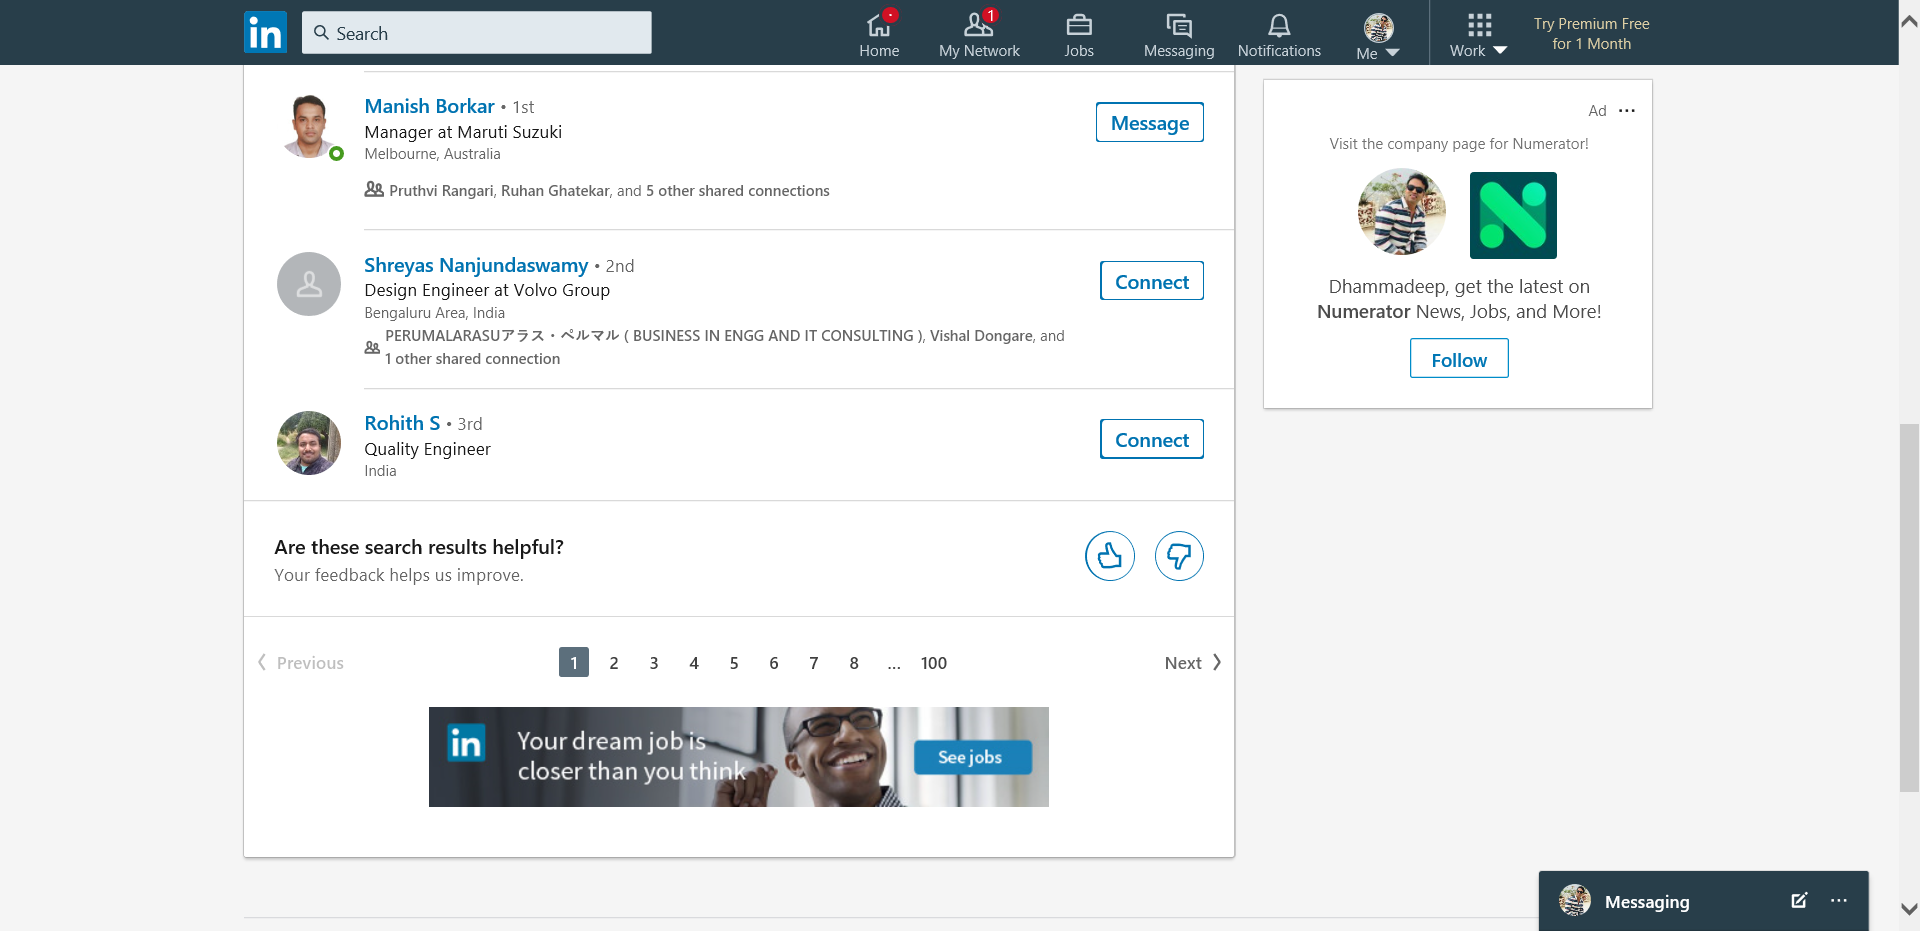 in
Search
Home
1
My Network
Jobs
Messaging
Notifications
Me
Work
Try Premium Free
for 1 Month
Manish Borkar • 1st
Manager at Maruti Suzuki
Melbourne, Australia
Pruthvi Rangari, Ruhan Ghatekar, and 5 other shared connections
Message
Shreyas Nanjundaswamy • 2nd
Design Engineer at Volvo Group
Bengaluru Area, India
PERUMALARASUアラス・ペルマル ( BUSINESS IN ENGG AND IT CONSULTING ), Vishal Dongare, and
1 other shared connection
Connect
Rohith S • 3rd
Quality Engineer
India
Connect
Are these search results helpful?
Your feedback helps us improve.
Previous
1 2 3 4 5 6 7 8 ... 100
Next
in
Your dream job is
closer than you think
See jobs
Ad ...
Visit the company page for Numerator!
Dhammadeep, get the latest on
Numerator News, Jobs, and More!
Follow
Messaging